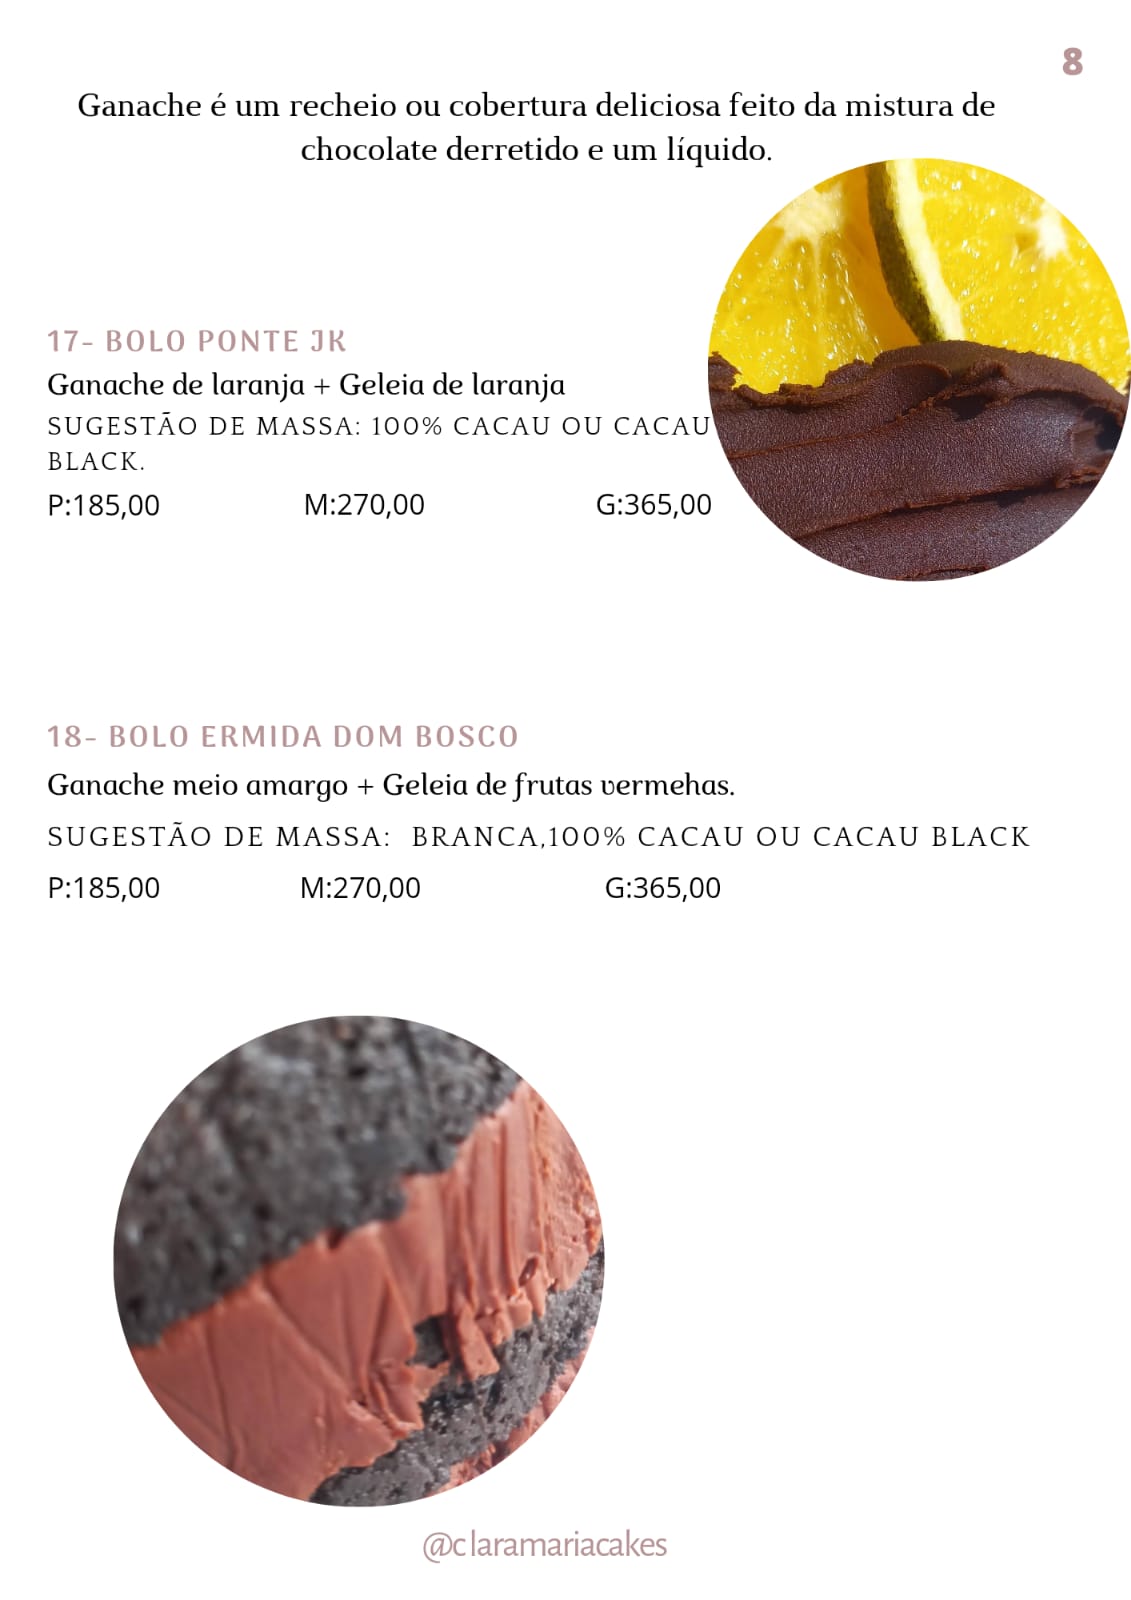 8
Ganache é um recheio ou cobertura deliciosa feito da mistura de
chocolate derretido e um líquido.
17- BOLO PONTE JK
Ganache de laranja + Geleia de laranja
SUGESTÃO DE MASSA: 100% CACAU OU CACAU
BLACK.
P:185,00 M:270,00 G:365,00
18- BOLO ERMIDA DOM BOSCO
Ganache meio amargo + Geleia de frutas vermehas.
SUGESTÃO DE MASSA: BRANCA,100% CACAU OU CACAU BLACK
P:185,00 M:270,00 G:365,00
@claramariacakes